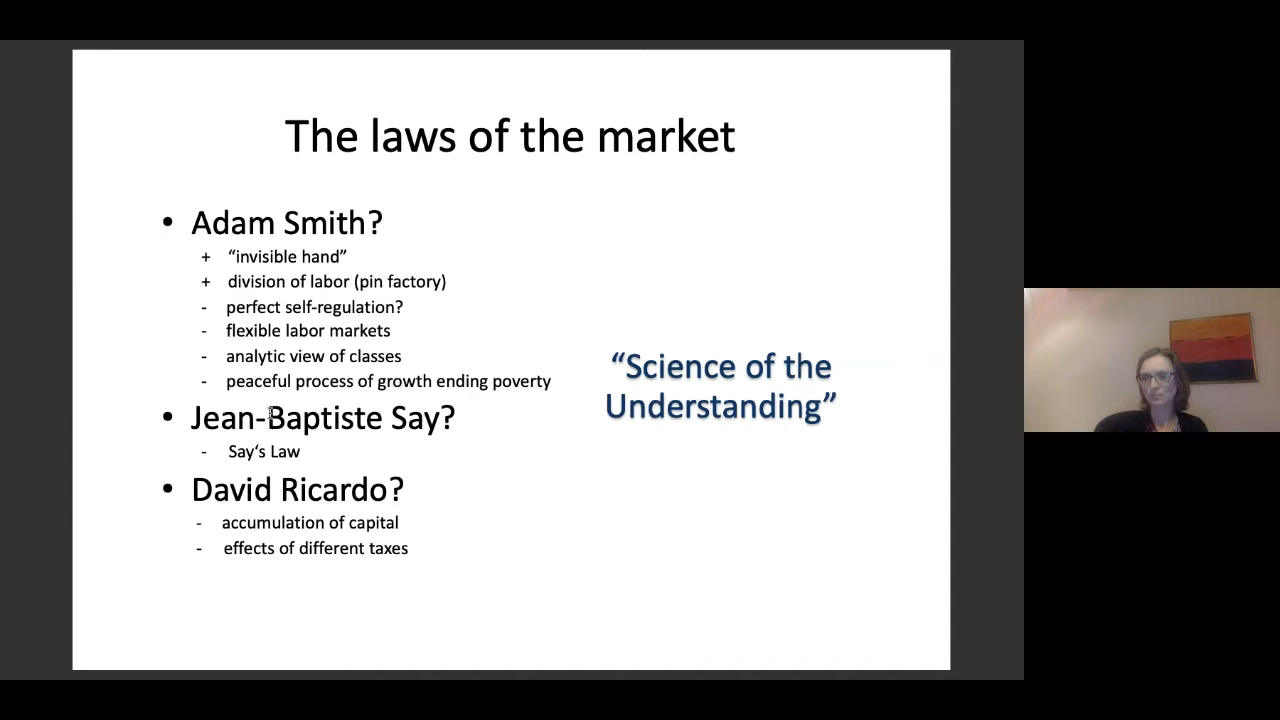 The laws of the market
• Adam Smith?
+ “invisible hand”
+ division of labor (pin factory)
- perfect self-regulation?
- flexible labor markets
- analytic view of classes
- peaceful process of growth ending poverty
• Jean-Baptiste Say?
- Say‘s Law
• David Ricardo?
- accumulation of capital
- effects of different taxes
“Science of the
Understanding”